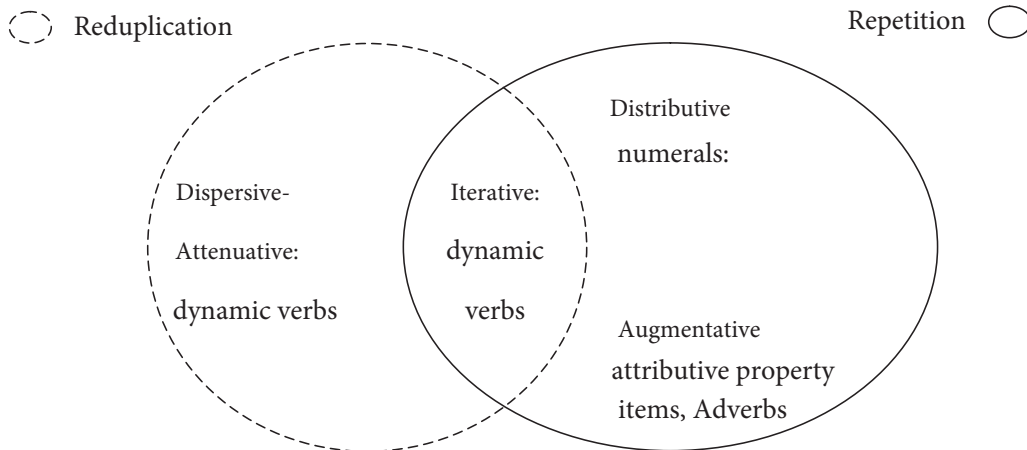 Reduplication
Repetition
Dispersive-
Attenuative:
dynamic verbs
Iterative:
dynamic
verbs
Distributive
numerals:
Augmentative
attributive property
items, Adverbs